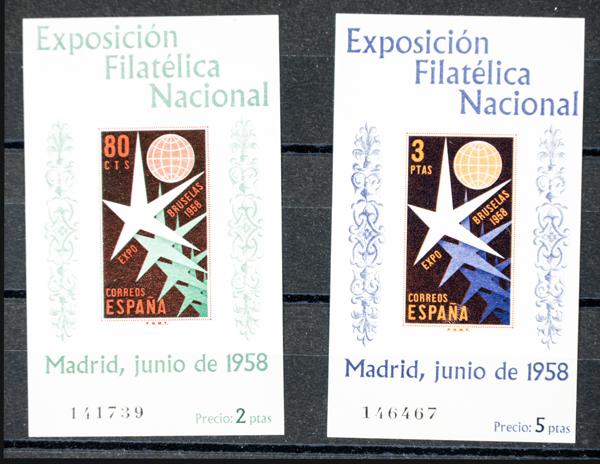 Exposición
Filatélica
Nacional
80
CTS
EXPO
BRUSELAS
1958
CORREOS
ESPAÑA
F.N.M.T.
Madrid, junio de 1958
141739
Precio: 2 ptas
Exposición
Filatélica
Nacional
3
PTAS
EXPO
BRUSELAS
1958
CORREOS
ESPAÑA
F.N.M.T.
Madrid, junio de 1958
146467
Precio: 5 ptas